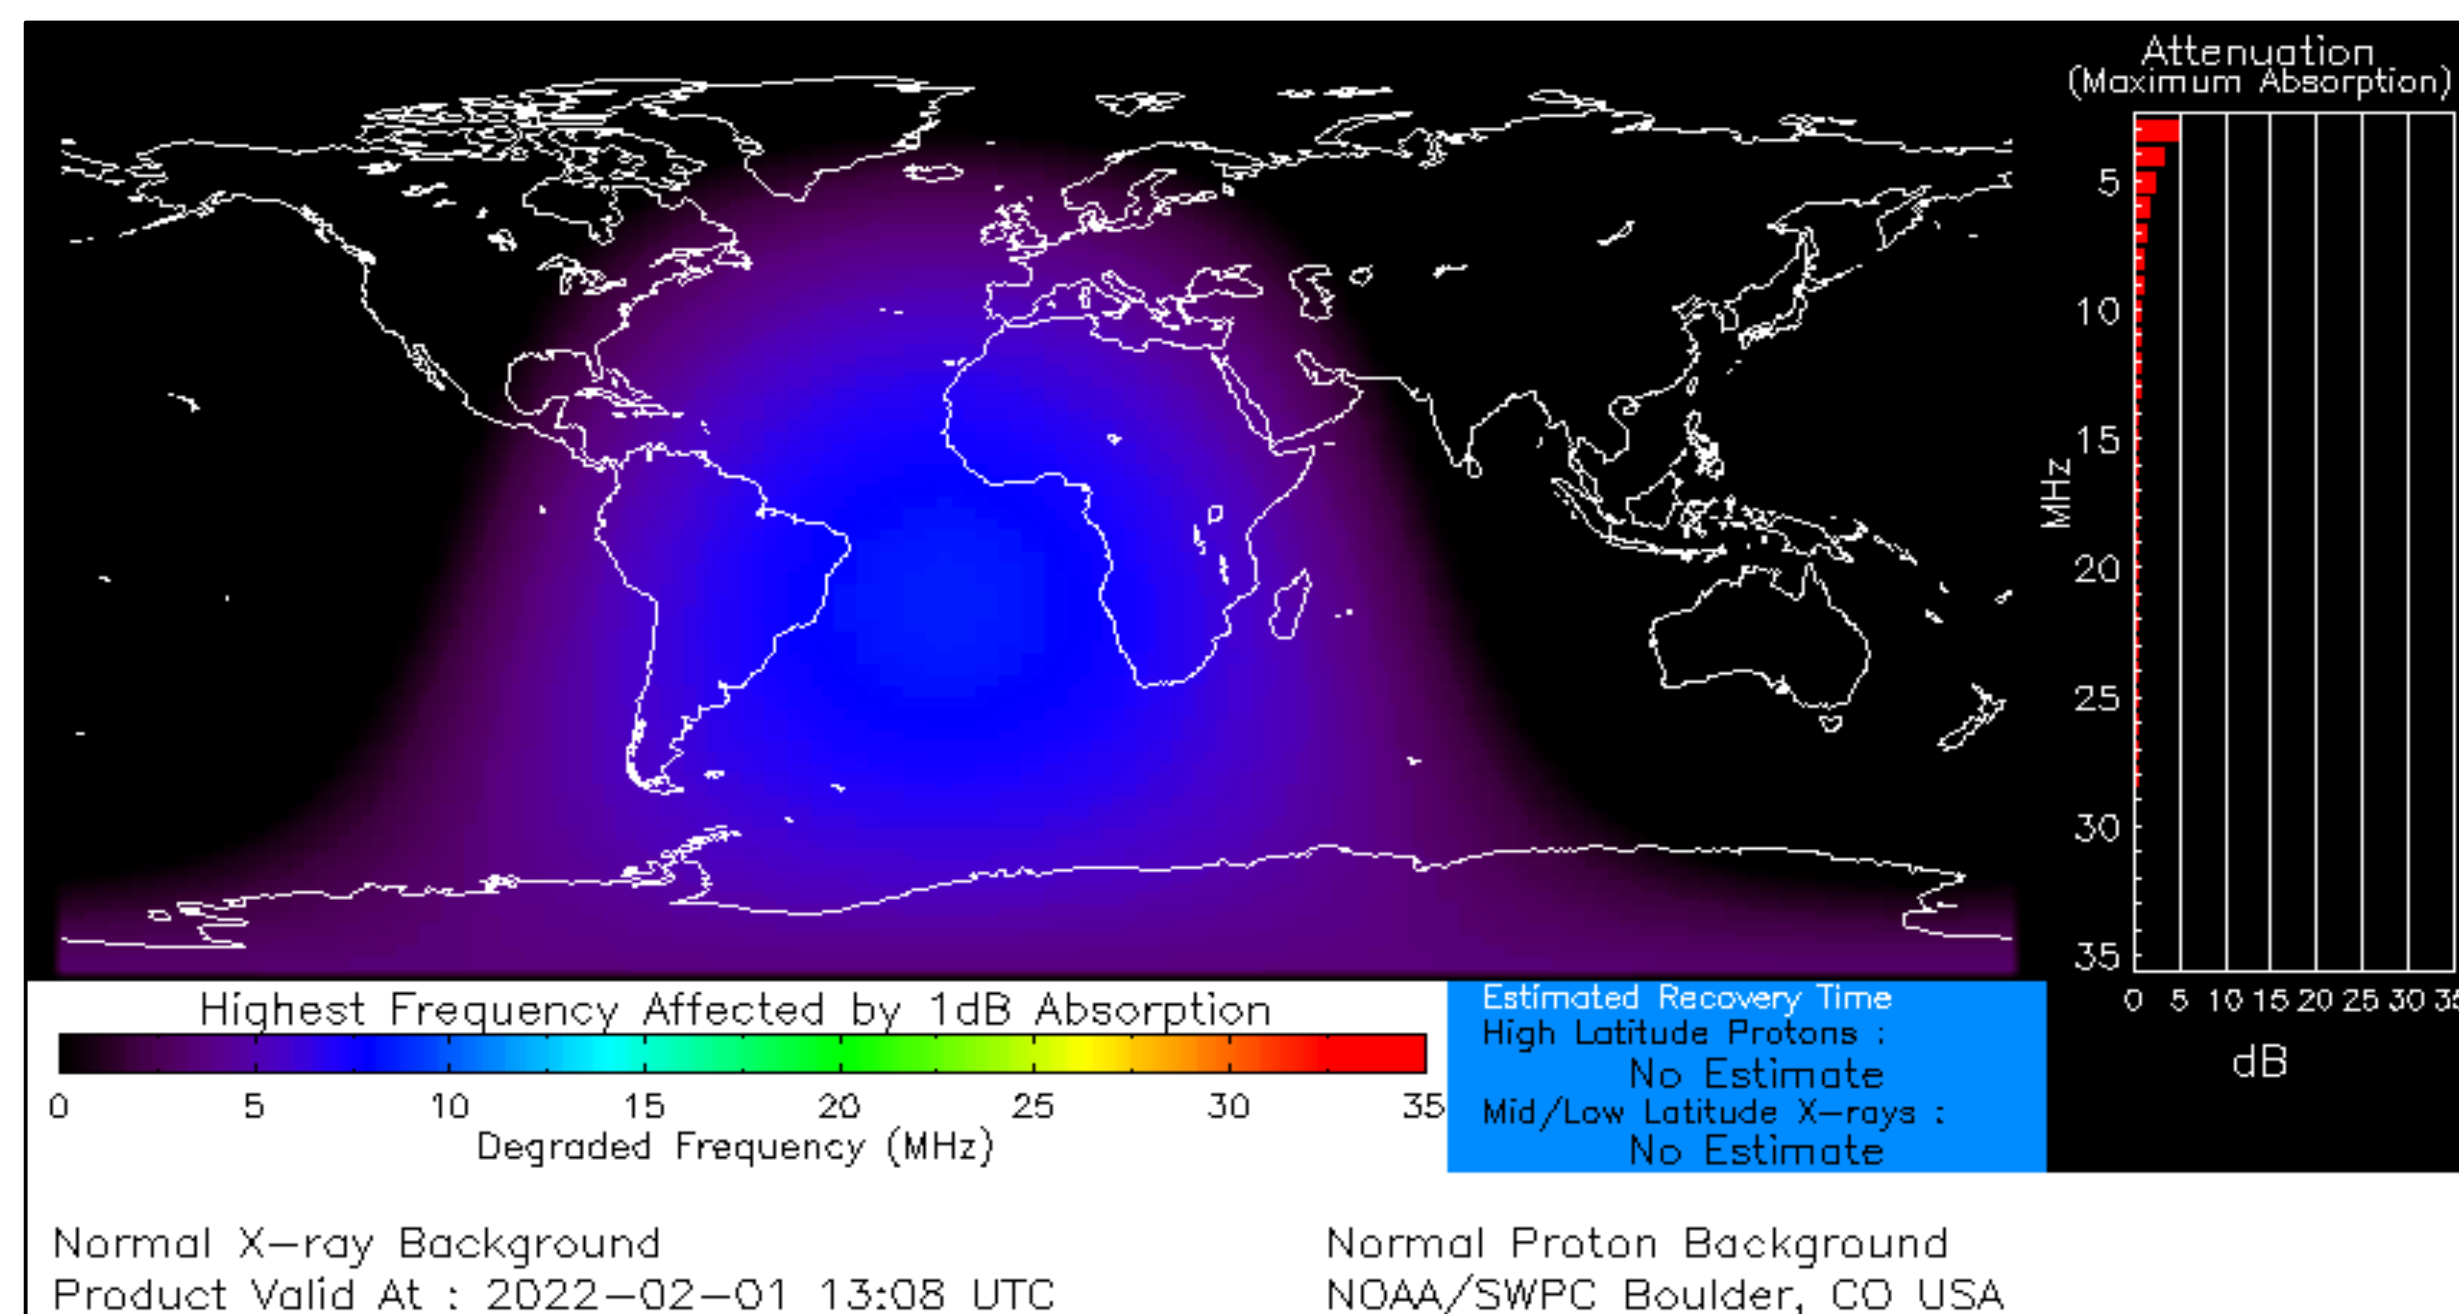 Attenuation
(Maximum Absorption)
5
10
15
20
25
30
35
MHz
0 5 10 15 20 25 30
dB
Highest Frequency Affected by 1dB Absorption
0 5 10 15 20 25 30 35
Degraded Frequency (MHz)
Estimated Recovery Time
High Latitude Protons :
No Estimate
Mid/Low Latitude X-rays :
No Estimate
Normal X-ray Background
Normal Proton Background
Product Valid At : 2022-02-01 13:08 UTC
NOAA/SWPC Boulder, CO USA